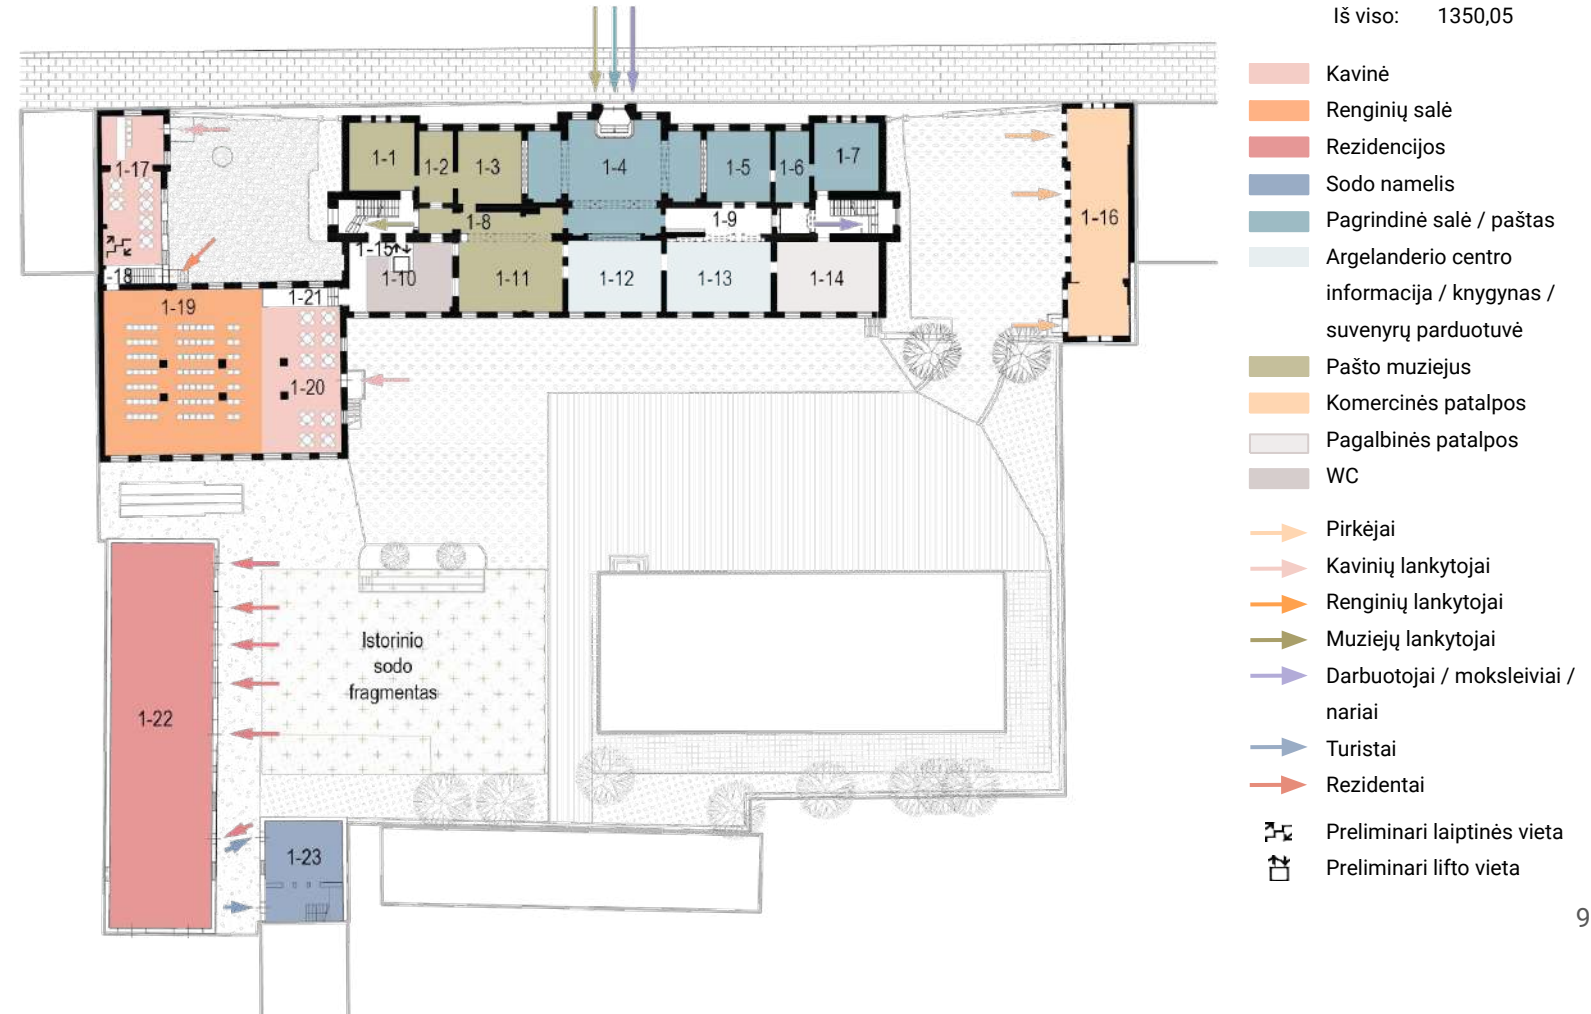 Iš viso: 1350,05
Kavinė
Renginių salė
Rezidencijos
Sodo namelis
Pagrindinė salė / paštas
Argelanderio centro
informacija / knygynas /
suvenyrų parduotuvė
Pašto muziejus
Komercinės patalpos
Pagalbinės patalpos
WC
Pirkėjai
Kavinių lankytojai
Renginių lankytojai
Muziejų lankytojai
Darbuotojai / moksleiviai /
nariai
Turistai
Rezidentai
Preliminari laiptinės vieta
Preliminari lifto vieta
1-1
1-2
1-3
1-4
1-5
1-6
1-7
1-8
1-9
1-10
1-11
1-12
1-13
1-14
1-15
1-16
1-17
1-18
1-19
1-20
1-21
1-22
1-23
Istorinio
sodo
fragmentas
9